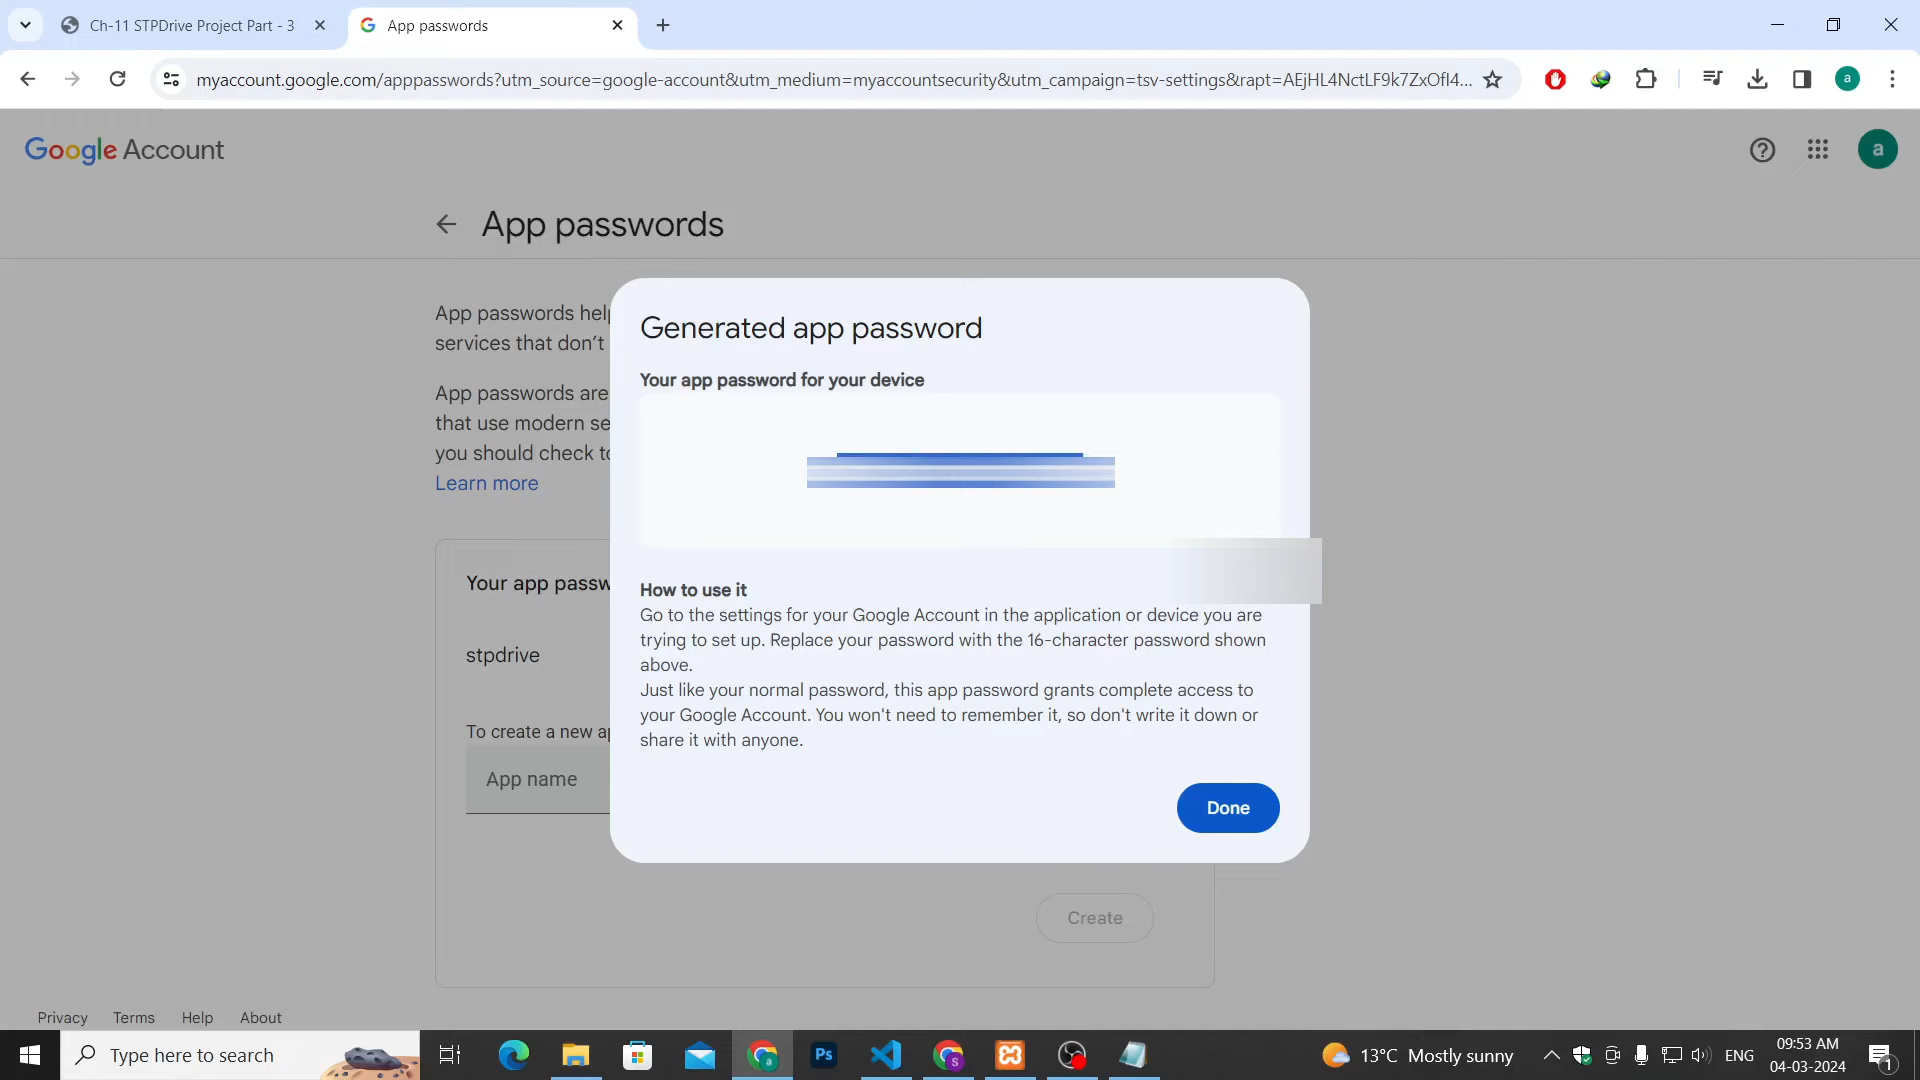 Ch-11 STPDrive Project Part - 3
App passwords
myaccount.google.com/apppasswords?utm_source=google-account&utm_medium=myaccountsecurity&utm_campaign=tsv-settings&rapt=AEjHL4NctLF9k7ZxOfl4...
a
Google Account
a
App passwords
App passwords hel
services that don't
App passwords are
that use modern se
you should check to
Learn more
Your app passw
stpdrive
To create a new a
App name
Create
Generated app password
Your app password for your device
How to use it
Go to the settings for your Google Account in the application or device you are
trying to set up. Replace your password with the 16-character password shown
above.
Just like your normal password, this app password grants complete access to
your Google Account. You won't need to remember it, so don't write it down or
share it with anyone.
Done
Privacy Terms Help About
Type here to search
a
Ps
s
13°C Mostly sunny
ENG
09:53 AM
04-03-2024
1